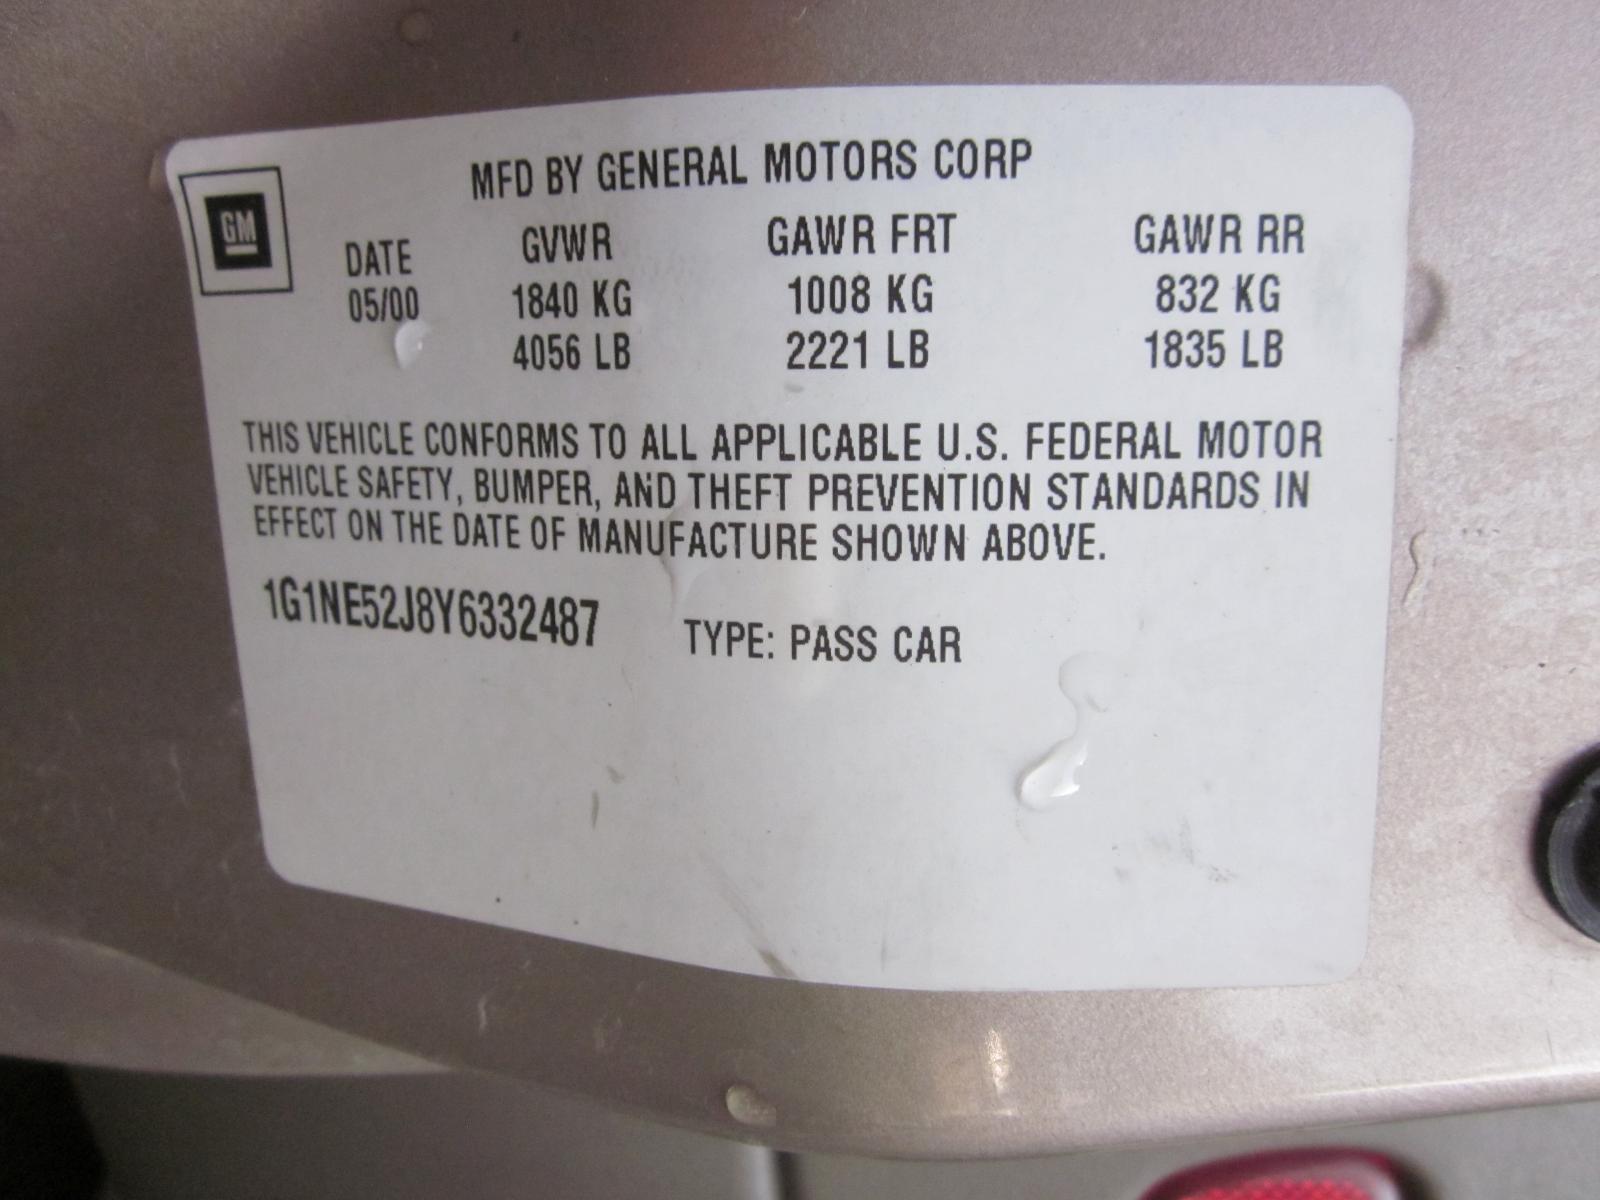 MFD BY GENERAL MOTORS CORP
GM
DATE GVWR GAWR FRT GAWR RR
05/00 1840 KG 1008 KG 832 KG
4056 LB 2221 LB 1835 LB
THIS VEHICLE CONFORMS TO ALL APPLICABLE U.S. FEDERAL MOTOR
VEHICLE SAFETY, BUMPER, AND THEFT PREVENTION STANDARDS IN
EFFECT ON THE DATE OF MANUFACTURE SHOWN ABOVE.
1G1NE52J8Y6332487 TYPE: PASS CAR